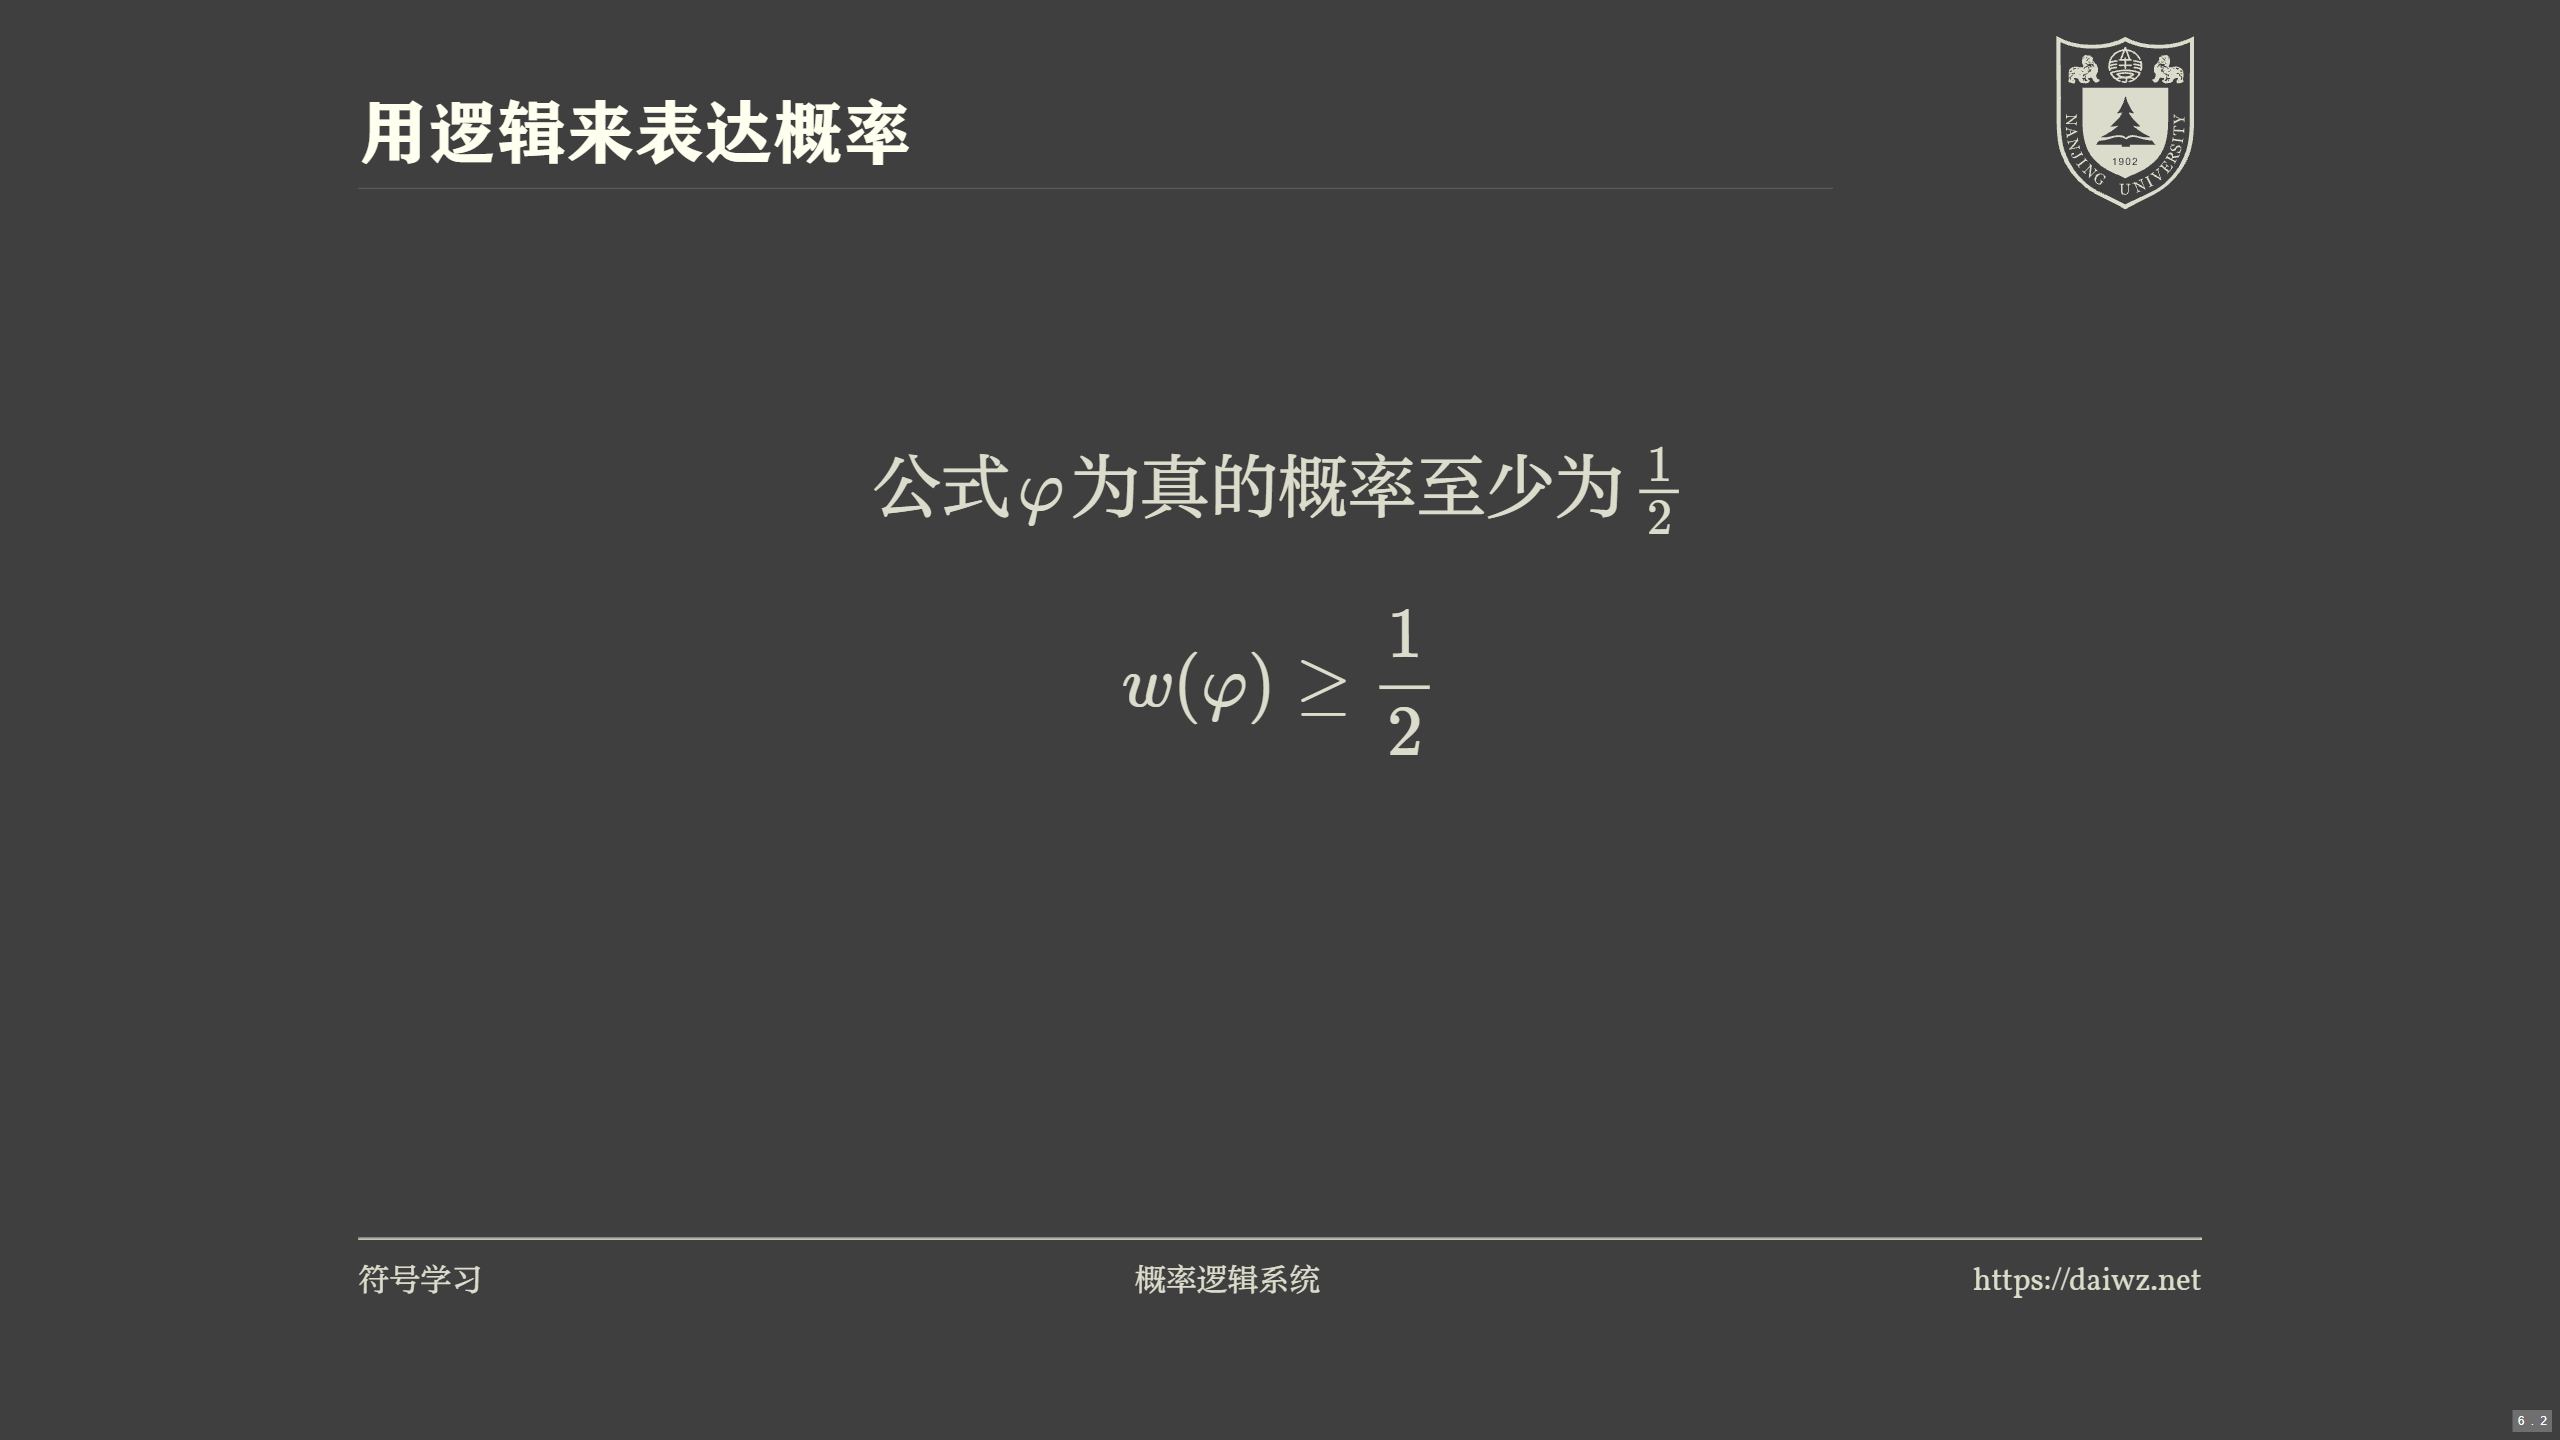 用逻辑来表达概率
NANJING UNIVERSITY
1902
公式φ为真的概率至少为 1/2
w(φ) ≥ 1/2
符号学习
概率逻辑系统
https://daiwz.net
6 . 2